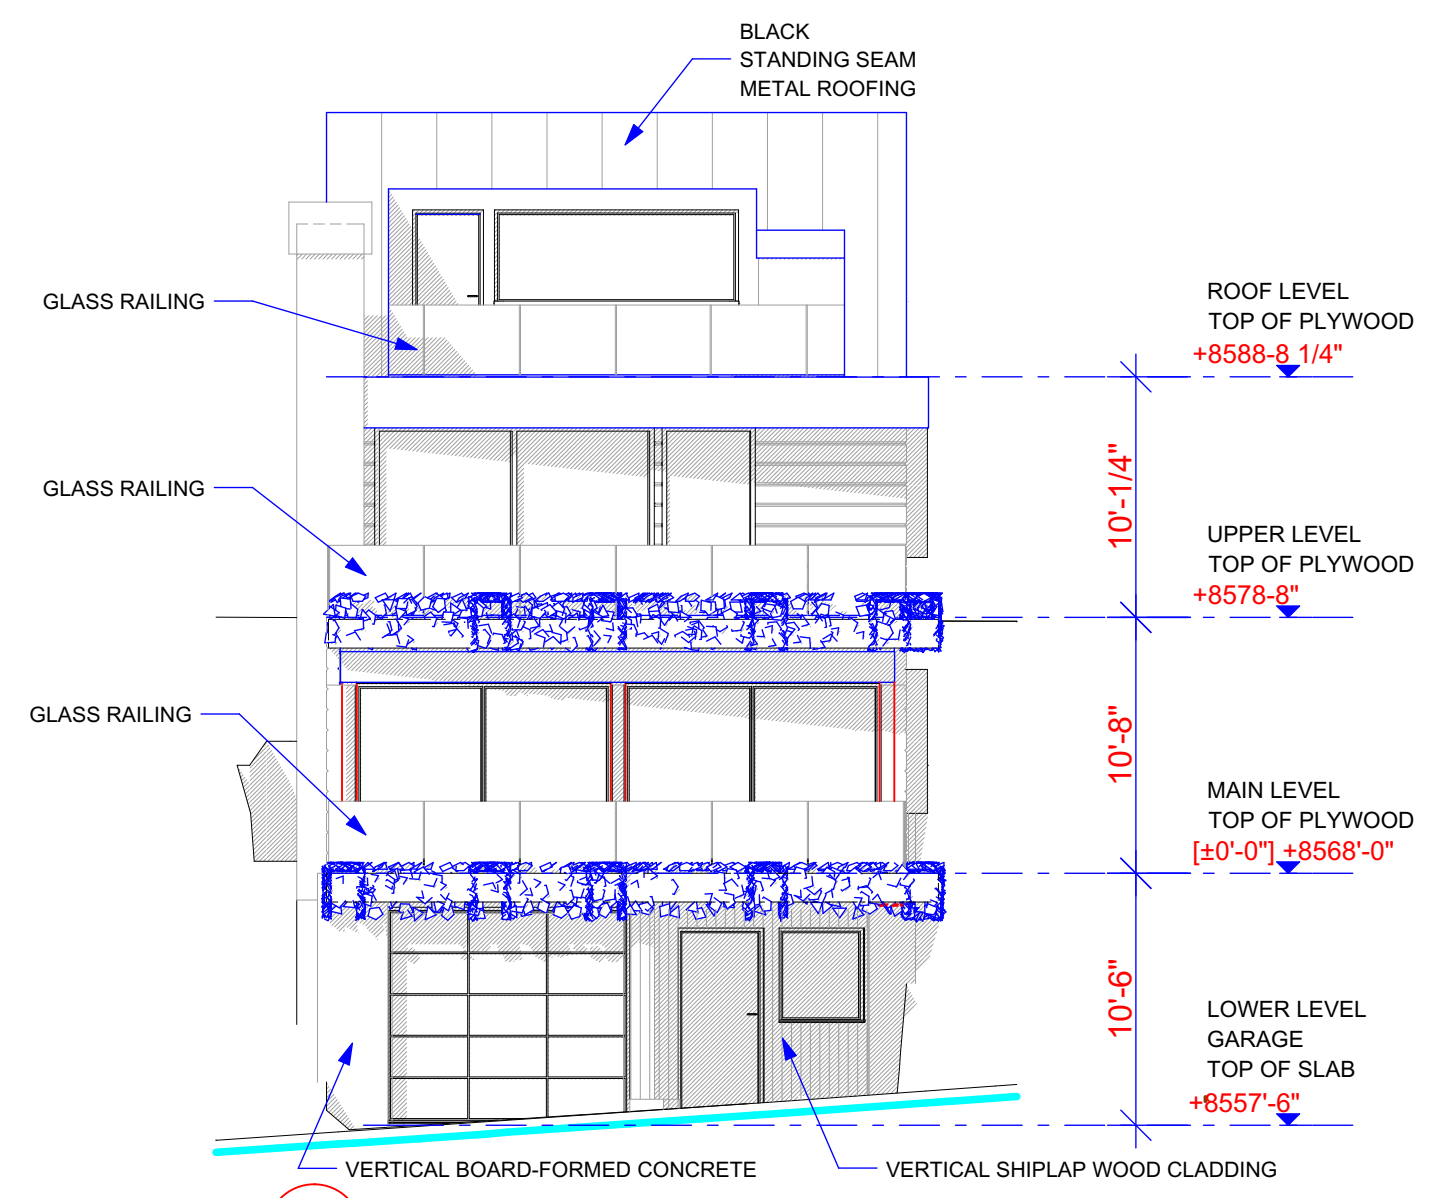 BLACK
STANDING SEAM
METAL ROOFING
GLASS RAILING
ROOF LEVEL
TOP OF PLYWOOD
+8588-8 1/4"
10'-1/4"
GLASS RAILING
UPPER LEVEL
TOP OF PLYWOOD
+8578-8"
GLASS RAILING
10'-8"
MAIN LEVEL
TOP OF PLYWOOD
[±0'-0"] +8568'-0"
10'-6"
LOWER LEVEL
GARAGE
TOP OF SLAB
+8557'-6"
VERTICAL BOARD-FORMED CONCRETE
VERTICAL SHIPLAP WOOD CLADDING